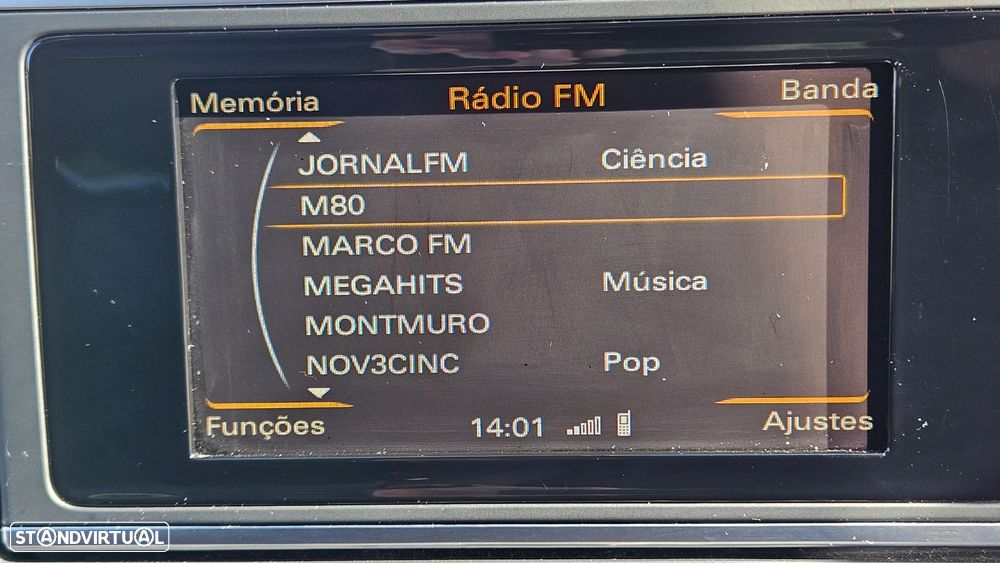 Memória Rádio FM Banda
JORNALFM Ciência
M80
MARCO FM
MEGAHITS Música
MONTMURO
NOV3CINC Pop
Funções 14:01 Ajustes
STANDVIRTUAL